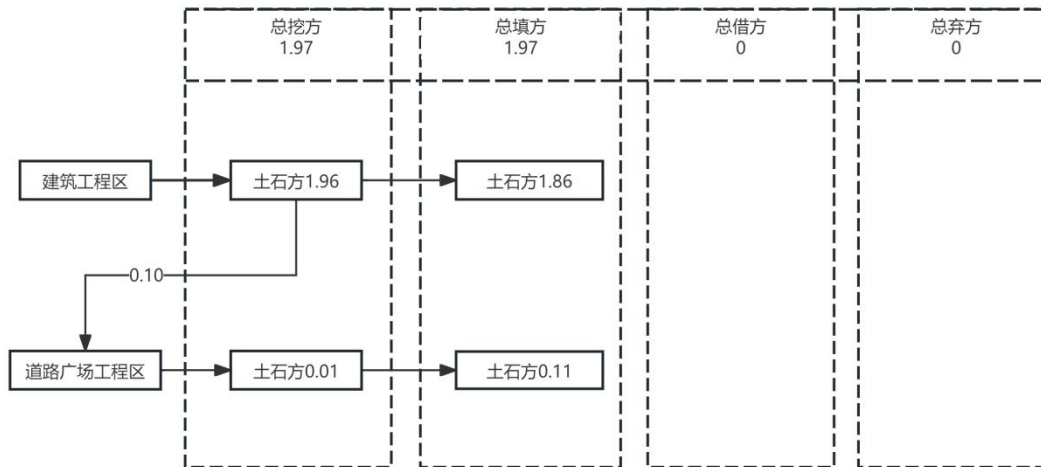 总挖方
1.97
总填方
1.97
总借方
0
总弃方
0
建筑工程区
土石方1.96
土石方1.86
0.10
道路广场工程区
土石方0.01
土石方0.11